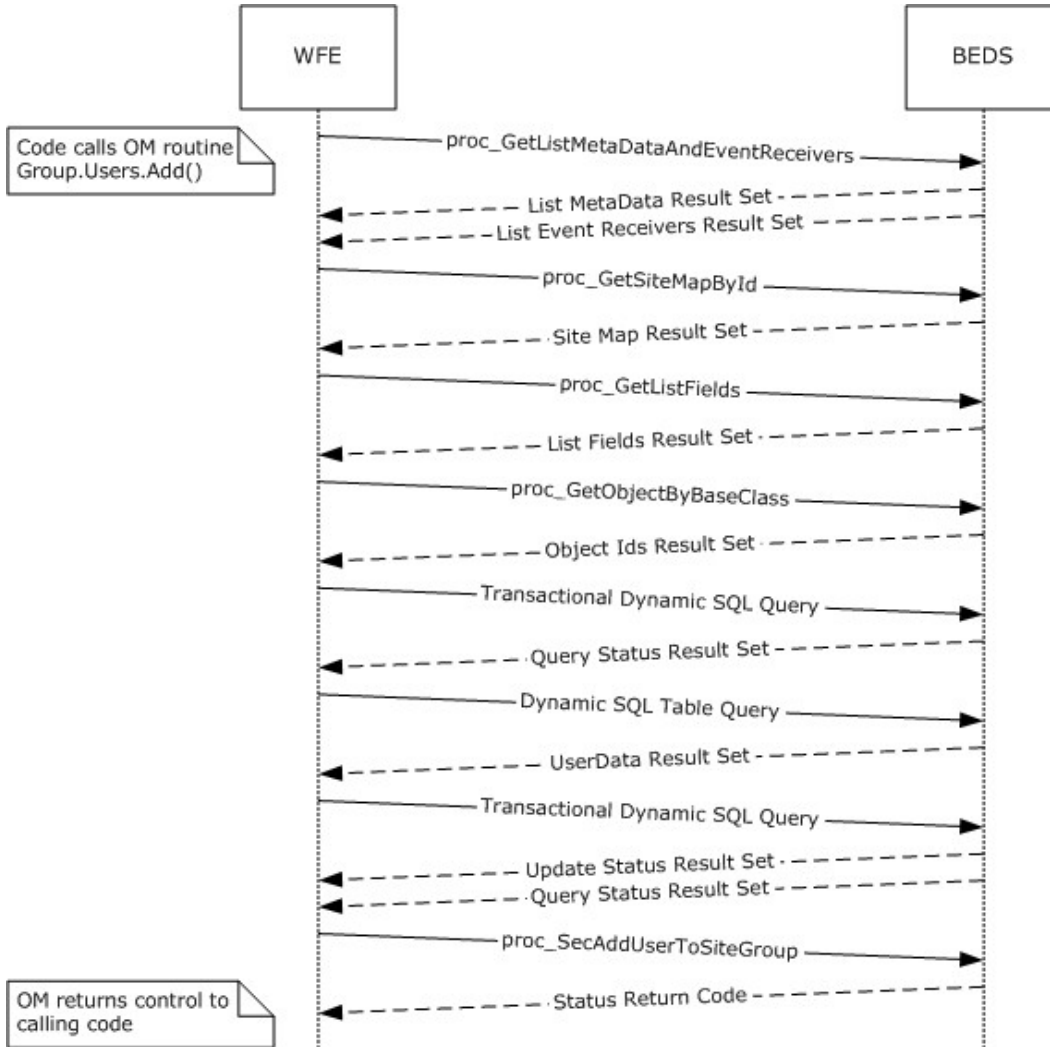 WFE
BEDS
Code calls OM routine
Group.Users.Add()
proc_GetListMetaDataAndEventReceivers
List MetaData Result Set
List Event Receivers Result Set
proc_GetSiteMapById
Site Map Result Set
proc_GetListFields
List Fields Result Set
proc_GetObjectByBaseClass
Object Ids Result Set
Transactional Dynamic SQL Query
Query Status Result Set
Dynamic SQL Table Query
UserData Result Set
Transactional Dynamic SQL Query
Update Status Result Set
Query Status Result Set
proc_SecAddUserToSiteGroup
Status Return Code
OM returns control to
calling code